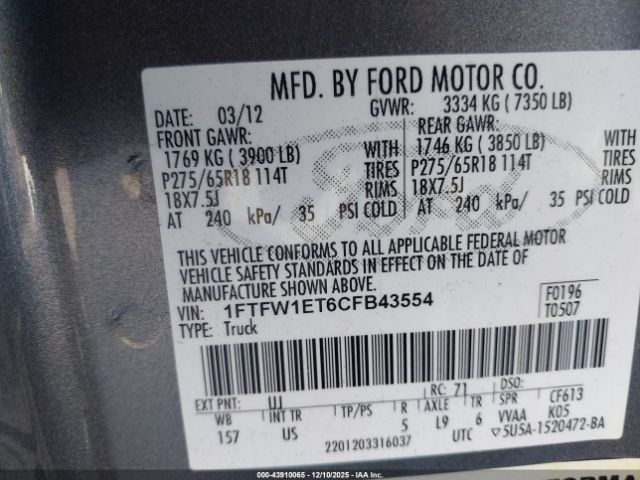 MFD. BY FORD MOTOR CO.
DATE: 03/12 GVWR: 3334 KG ( 7350 LB)
FRONT GAWR: REAR GAWR:
1769 KG ( 3900 LB) WITH 1746 KG ( 3850 LB) WITH
P275/65R18 114T TIRES P275/65R18 114T TIRES
18X7.5J RIMS 18X7.5J RIMS
AT 240 kPa/ 35 PSI COLD AT 240 kPa/ 35 PSI COLD
THIS VEHICLE CONFORMS TO ALL APPLICABLE FEDERAL MOTOR
VEHICLE SAFETY STANDARDS IN EFFECT ON THE DATE OF
MANUFACTURE SHOWN ABOVE.
VIN: 1FTFW1ET6CFB43554 F0196
TYPE: Truck T0507
EXT PNT: UJ RC: 71 DSO:
WB INT TR TP/PS R AXLE TR SPR CF613
157 US 5 L9 6 VVAA K05
2201203316037 UTC ▽5U5A-1520472-BA
000-43910065 - 12/10/2025 - IAA Inc.